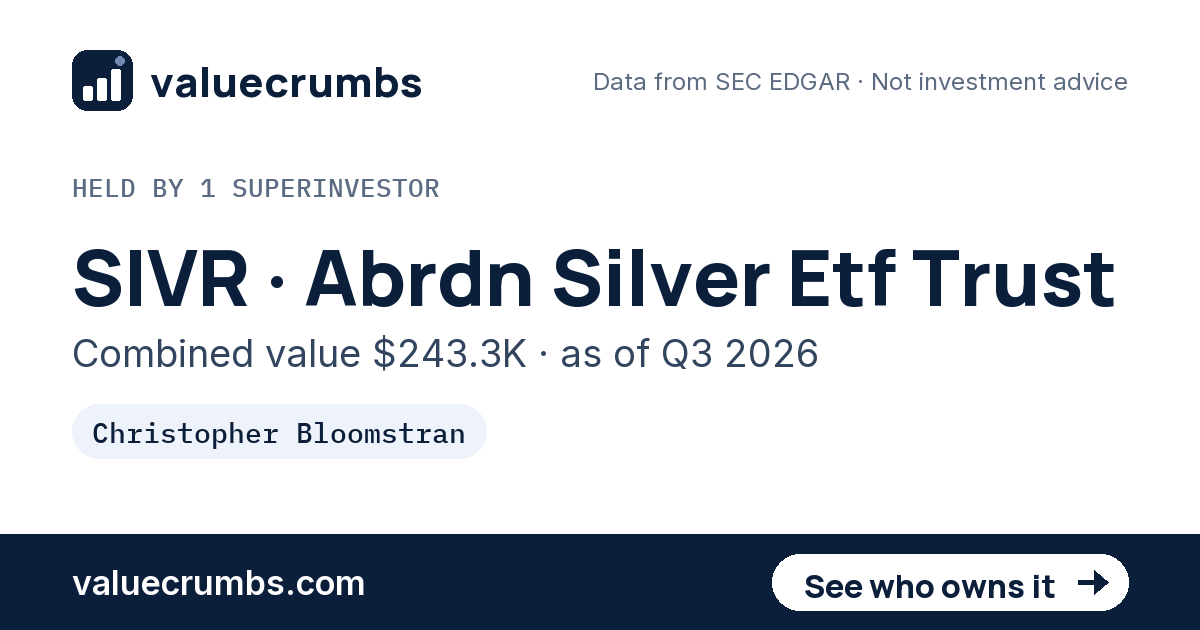 valuecrumbs
Data from SEC EDGAR · Not investment advice
HELD BY 1 SUPERINVESTOR
SIVR · Abrdn Silver Etf Trust
Combined value $243.3K · as of Q3 2026
Christopher Bloomstran
valuecrumbs.com
See who owns it →